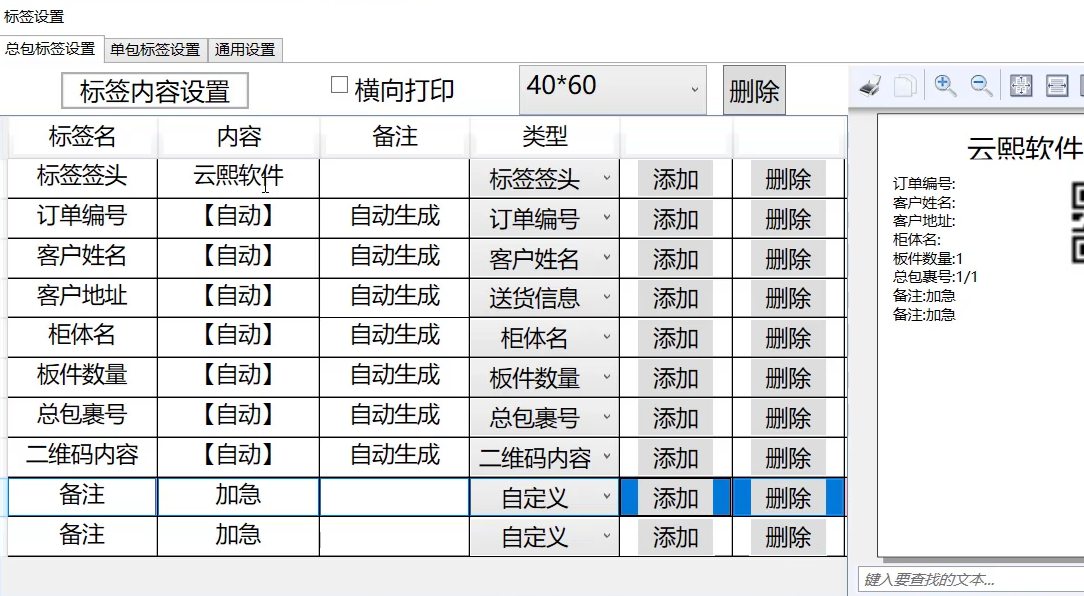 标签设置
总包标签设置 单包标签设置 通用设置
标签内容设置 横向打印 40*60 删除
标签名 内容 备注 类型
标签签头 云熙软件 标签签头 添加 删除
订单编号 【自动】 自动生成 订单编号 添加 删除
客户姓名 【自动】 自动生成 客户姓名 添加 删除
客户地址 【自动】 自动生成 送货信息 添加 删除
柜体名 【自动】 自动生成 柜体名 添加 删除
板件数量 【自动】 自动生成 板件数量 添加 删除
总包裹号 【自动】 自动生成 总包裹号 添加 删除
二维码内容 【自动】 自动生成 二维码内容 添加 删除
备注 加急 自定义 添加 删除
备注 加急 自定义 添加 删除
云熙软件
订单编号:
客户姓名:
客户地址:
柜体名:
板件数量:1
总包裹号:1/1
备注:加急
备注:加急
键入要查找的文本...